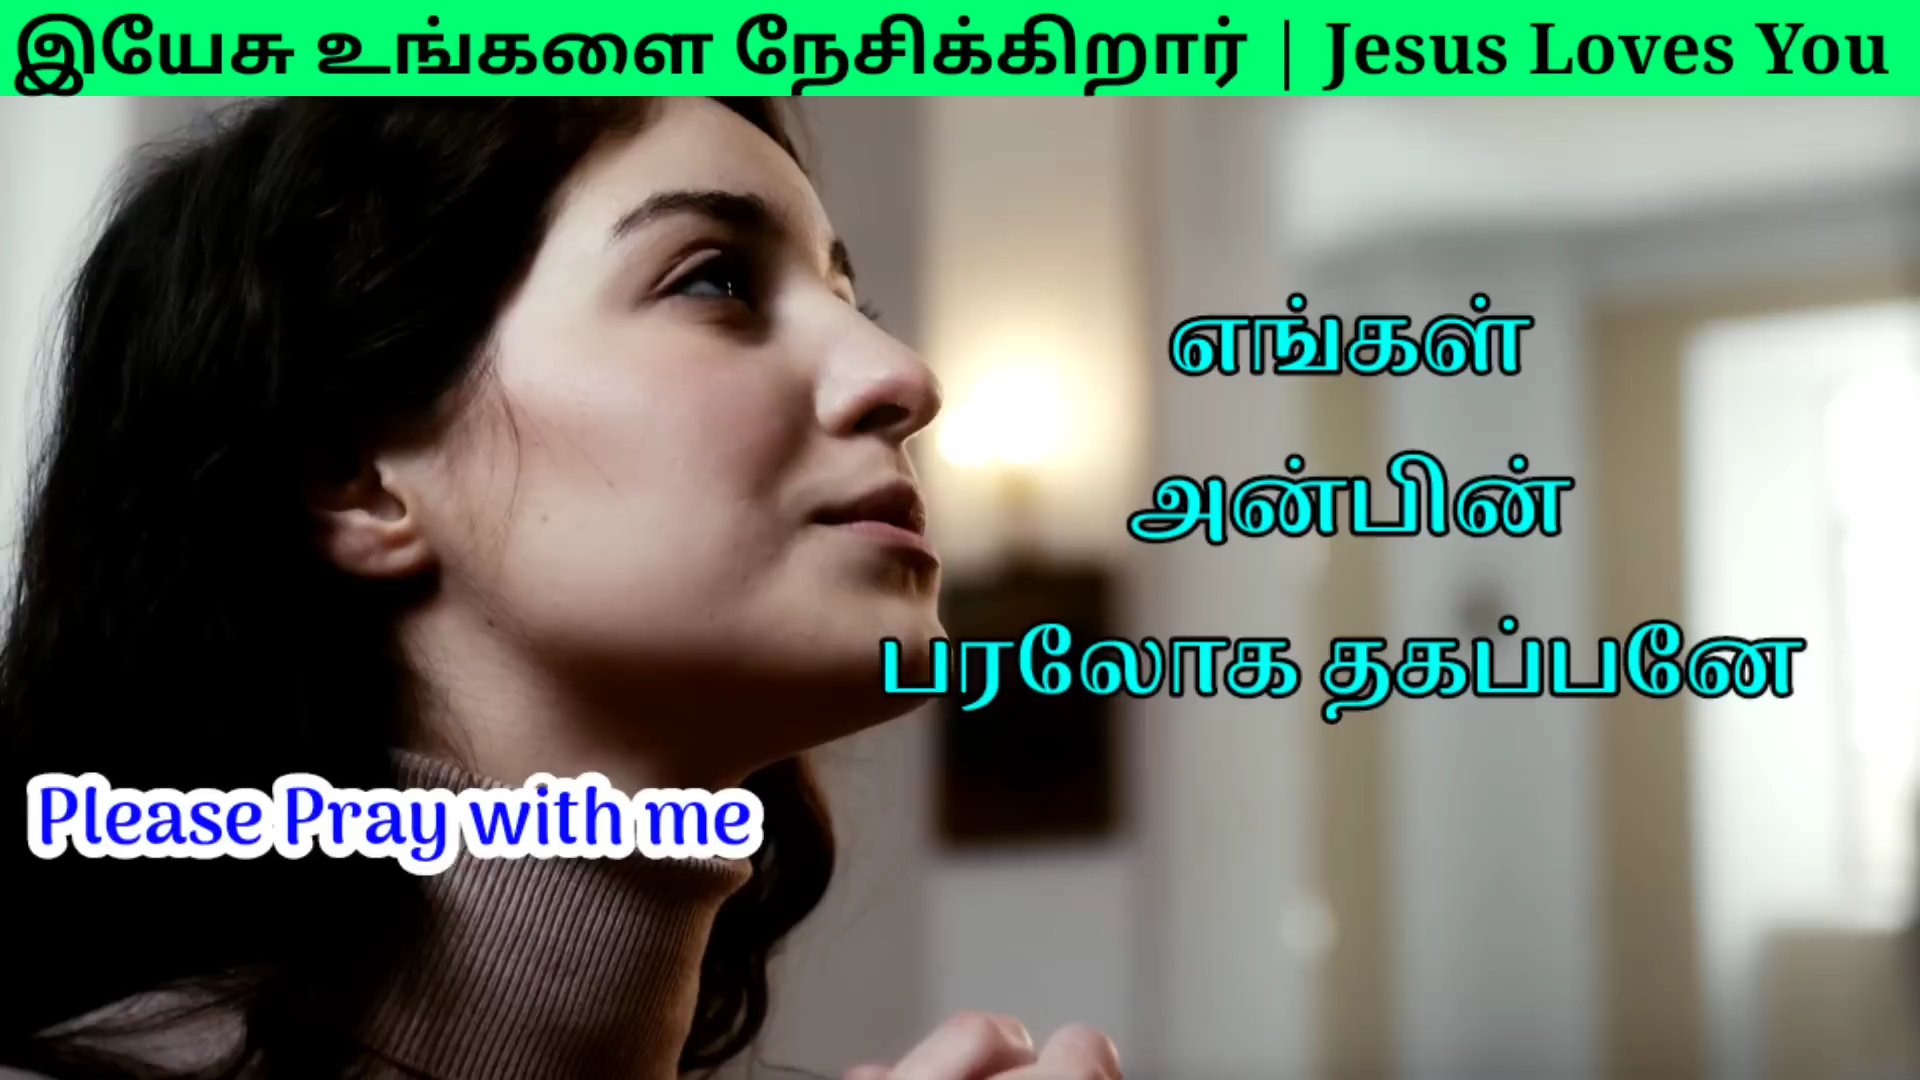 இயேசு உங்களை நேசிக்கிறார் | Jesus Loves You
எங்கள்
அன்பின்
பரலோக தகப்பனே
Please Pray with me